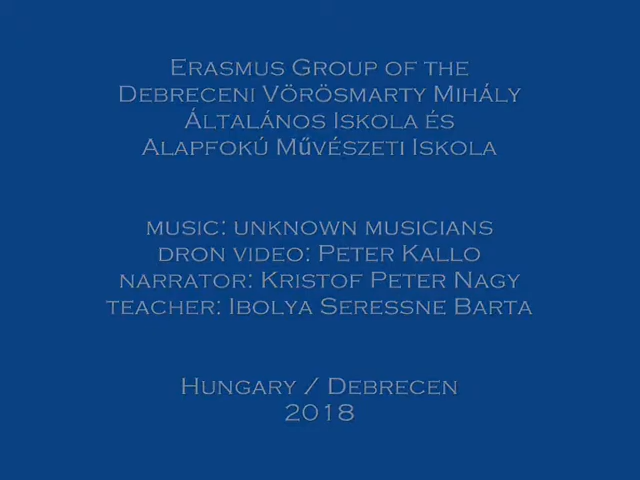 Erasmus Group of the
Debreceni Vörösmarty Mihály
Általános Iskola és
Alapfokú Művészeti Iskola
music: unknown musicians
dron video: Peter Kallo
narrator: Kristof Peter Nagy
teacher: Ibolya Seressne Barta
Hungary / Debrecen
2018